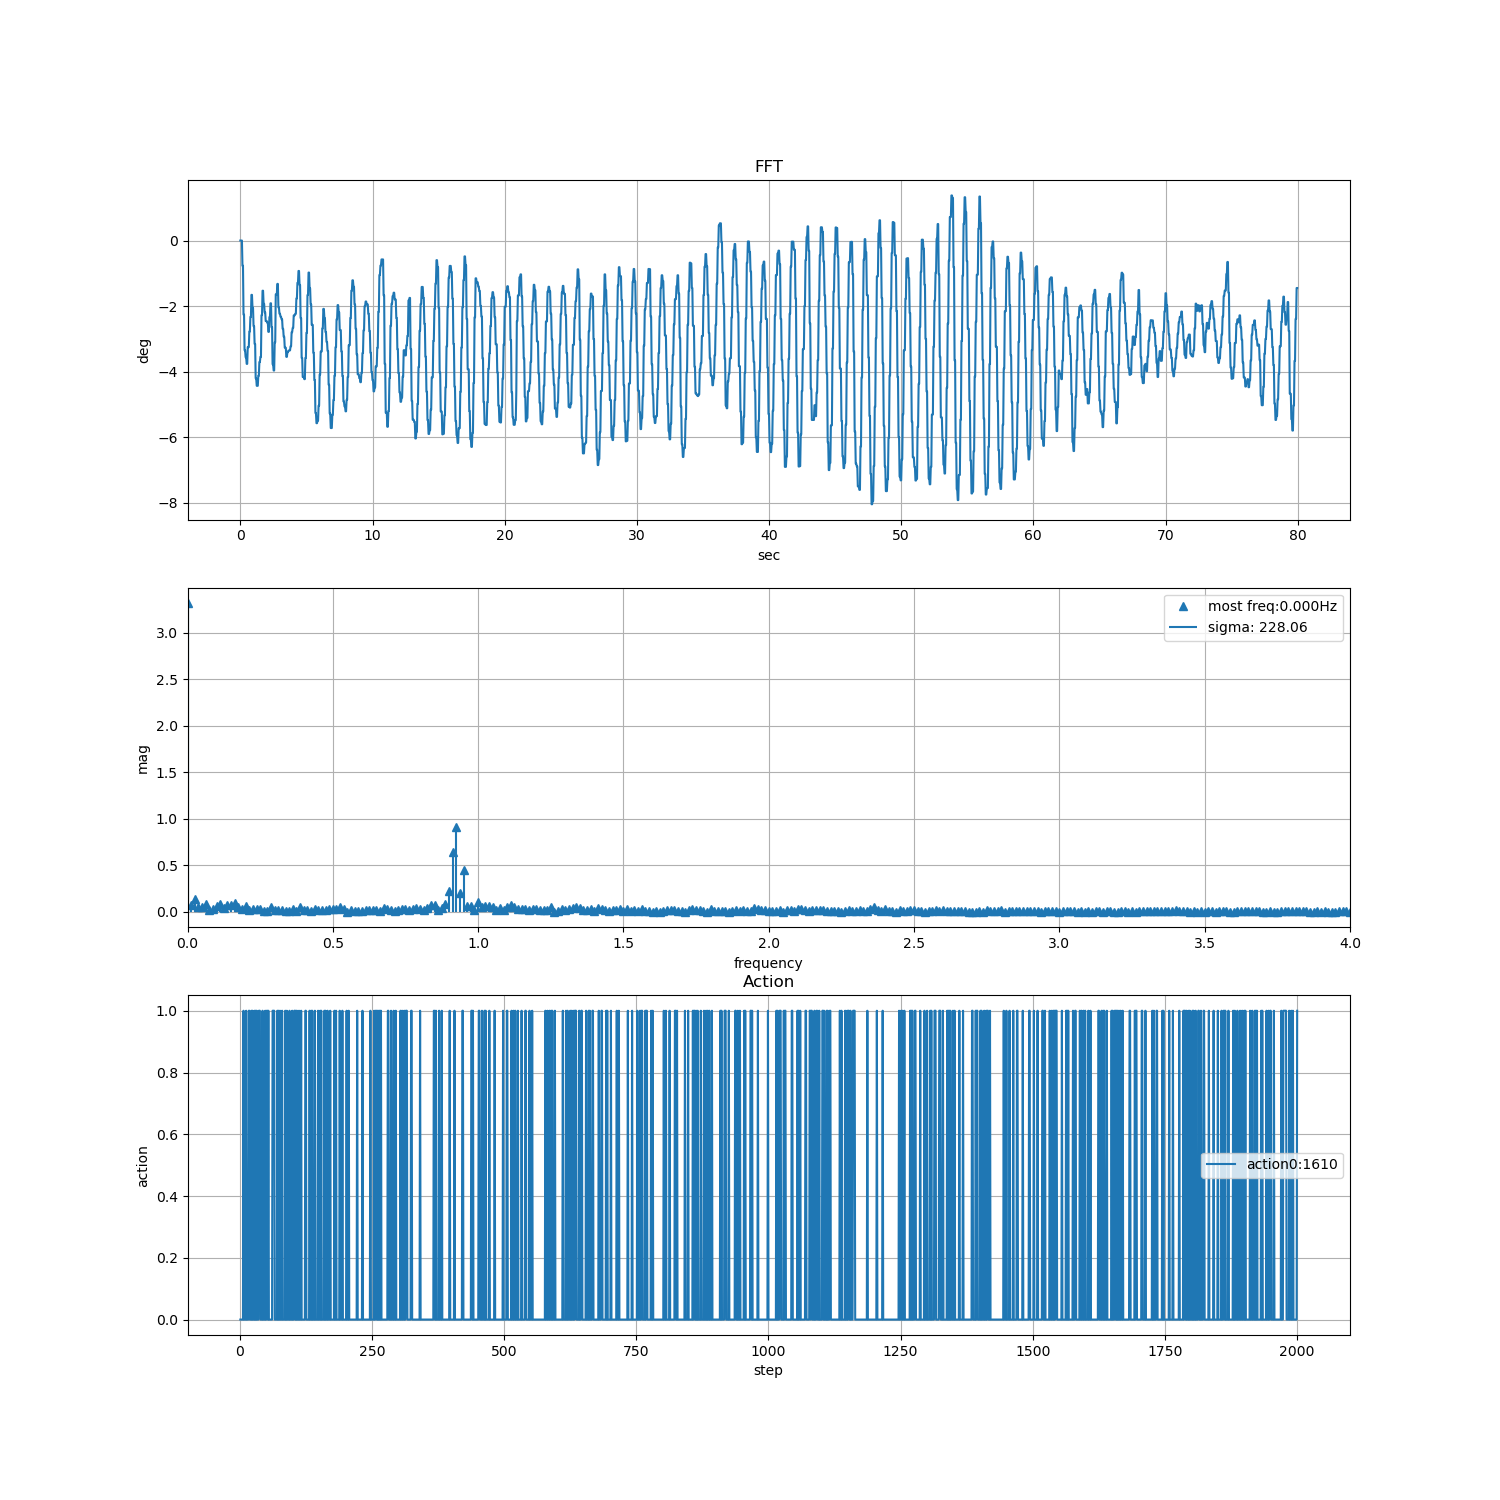 FFT
0
−2
−4
−6
−8
deg
0 10 20 30 40 50 60 70 80
sec
most freq:0.000Hz
sigma: 228.06
3.0
2.5
2.0
1.5
1.0
0.5
0.0
mag
0.0 0.5 1.0 1.5 2.0 2.5 3.0 3.5 4.0
frequency
Action
1.0
0.8
0.6
0.4
0.2
0.0
action
action0:1610
0 250 500 750 1000 1250 1500 1750 2000
step